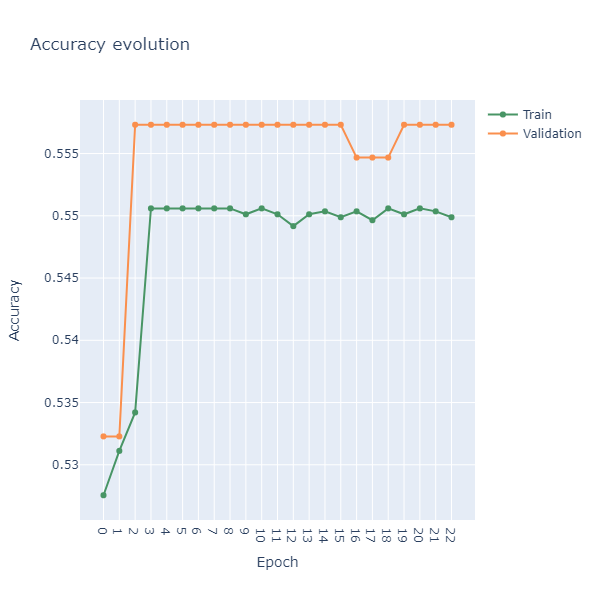 Accuracy evolution
Train
Validation
0.555
0.55
0.545
0.54
0.535
0.53
Accuracy
0 1 2 3 4 5 6 7 8 9 10 11 12 13 14 15 16 17 18 19 20 21 22
Epoch